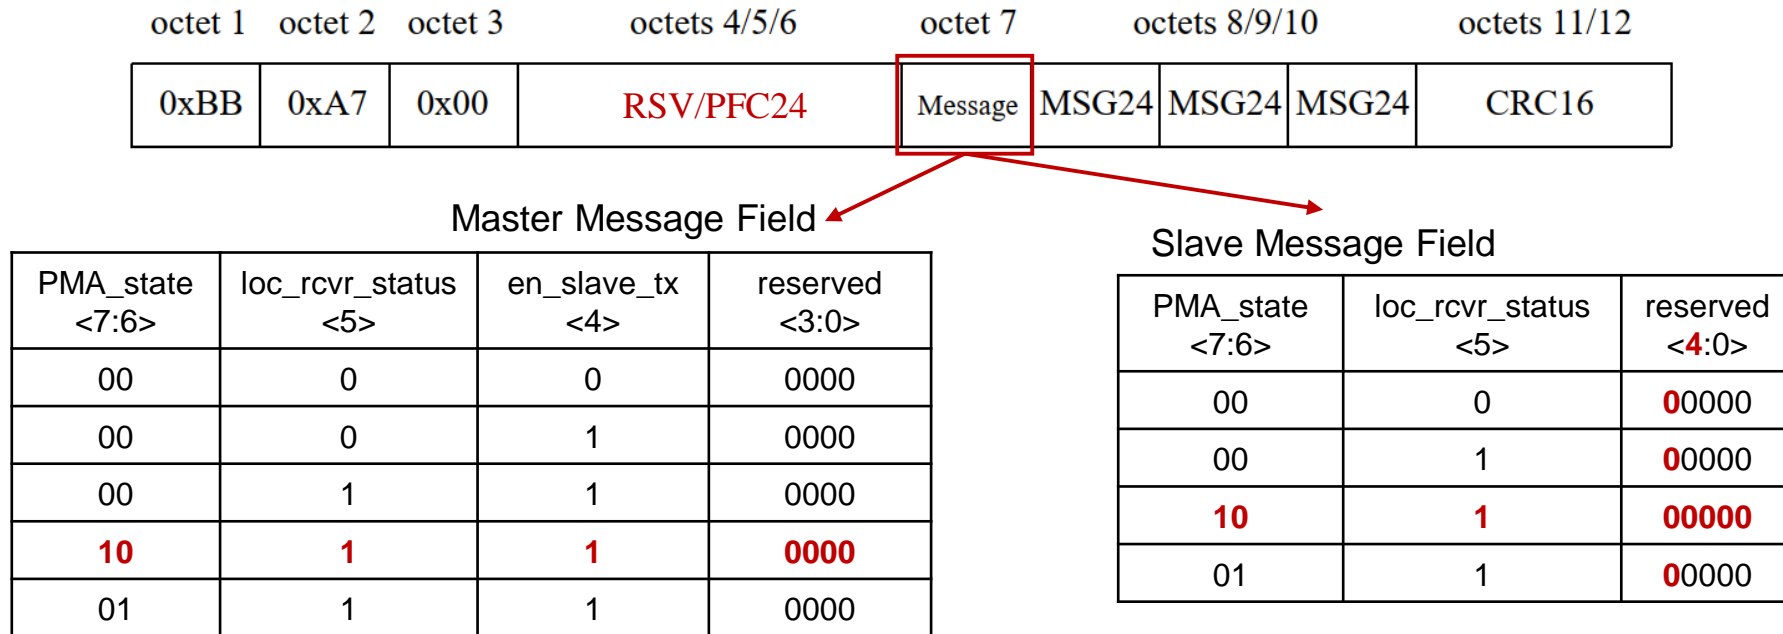 octet 1 octet 2 octet 3 octets 4/5/6 octet 7 octets 8/9/10 octets 11/12
0xBB 0xA7 0x00 RSV/PFC24 Message MSG24 MSG24 MSG24 CRC16
Master Message Field
PMA_state <7:6> loc_rcvr_status <5> en_slave_tx <4> reserved <3:0>
00 0 0 0000
00 0 1 0000
00 1 1 0000
10 1 1 0000
01 1 1 0000
Slave Message Field
PMA_state <7:6> loc_rcvr_status <5> reserved <4:0>
00 0 00000
00 1 00000
10 1 00000
01 1 00000